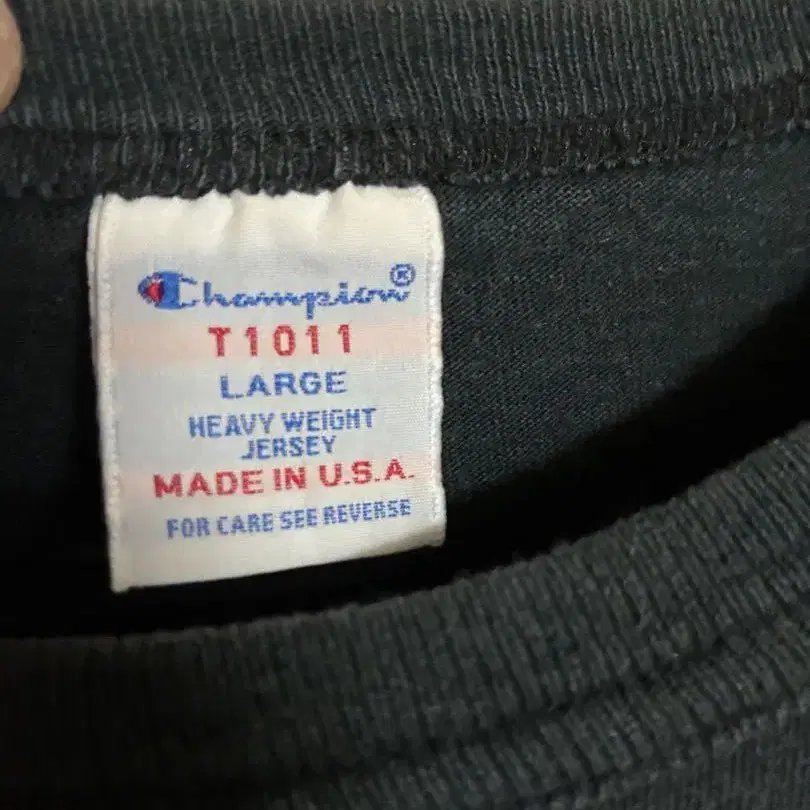 Champion®
T1011
LARGE
HEAVY WEIGHT
JERSEY
MADE IN U.S.A.
FOR CARE SEE REVERSE